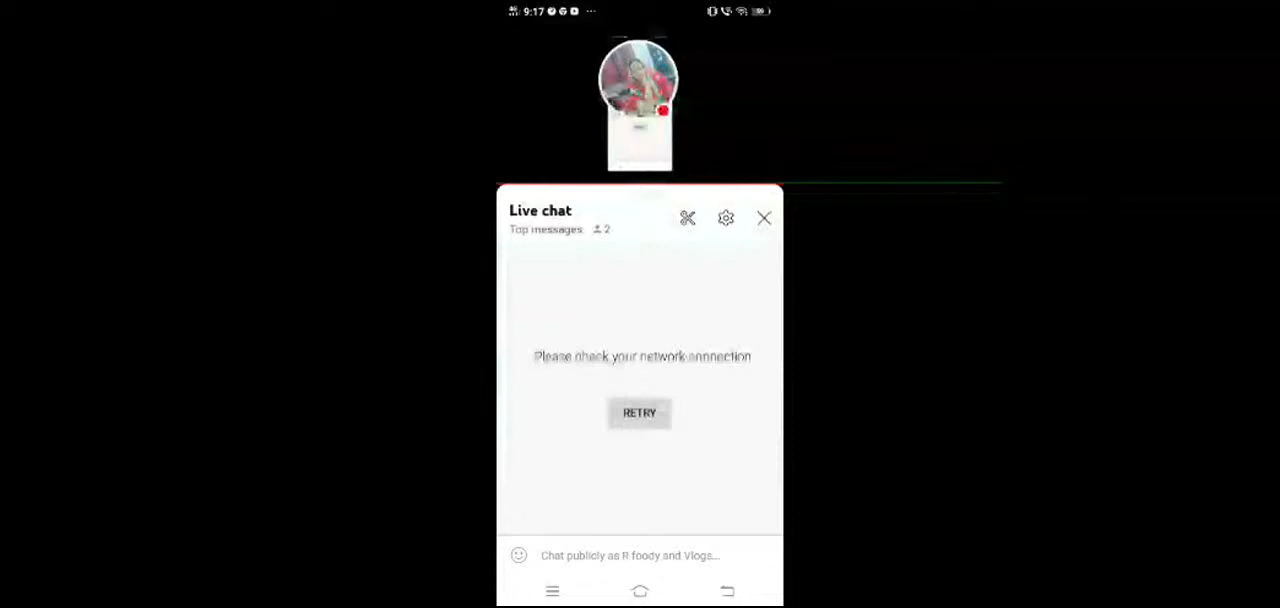 9:17
Live chat
Top messages 2
Please check your network connection
RETRY
Chat publicly as R foody and Vlogs...